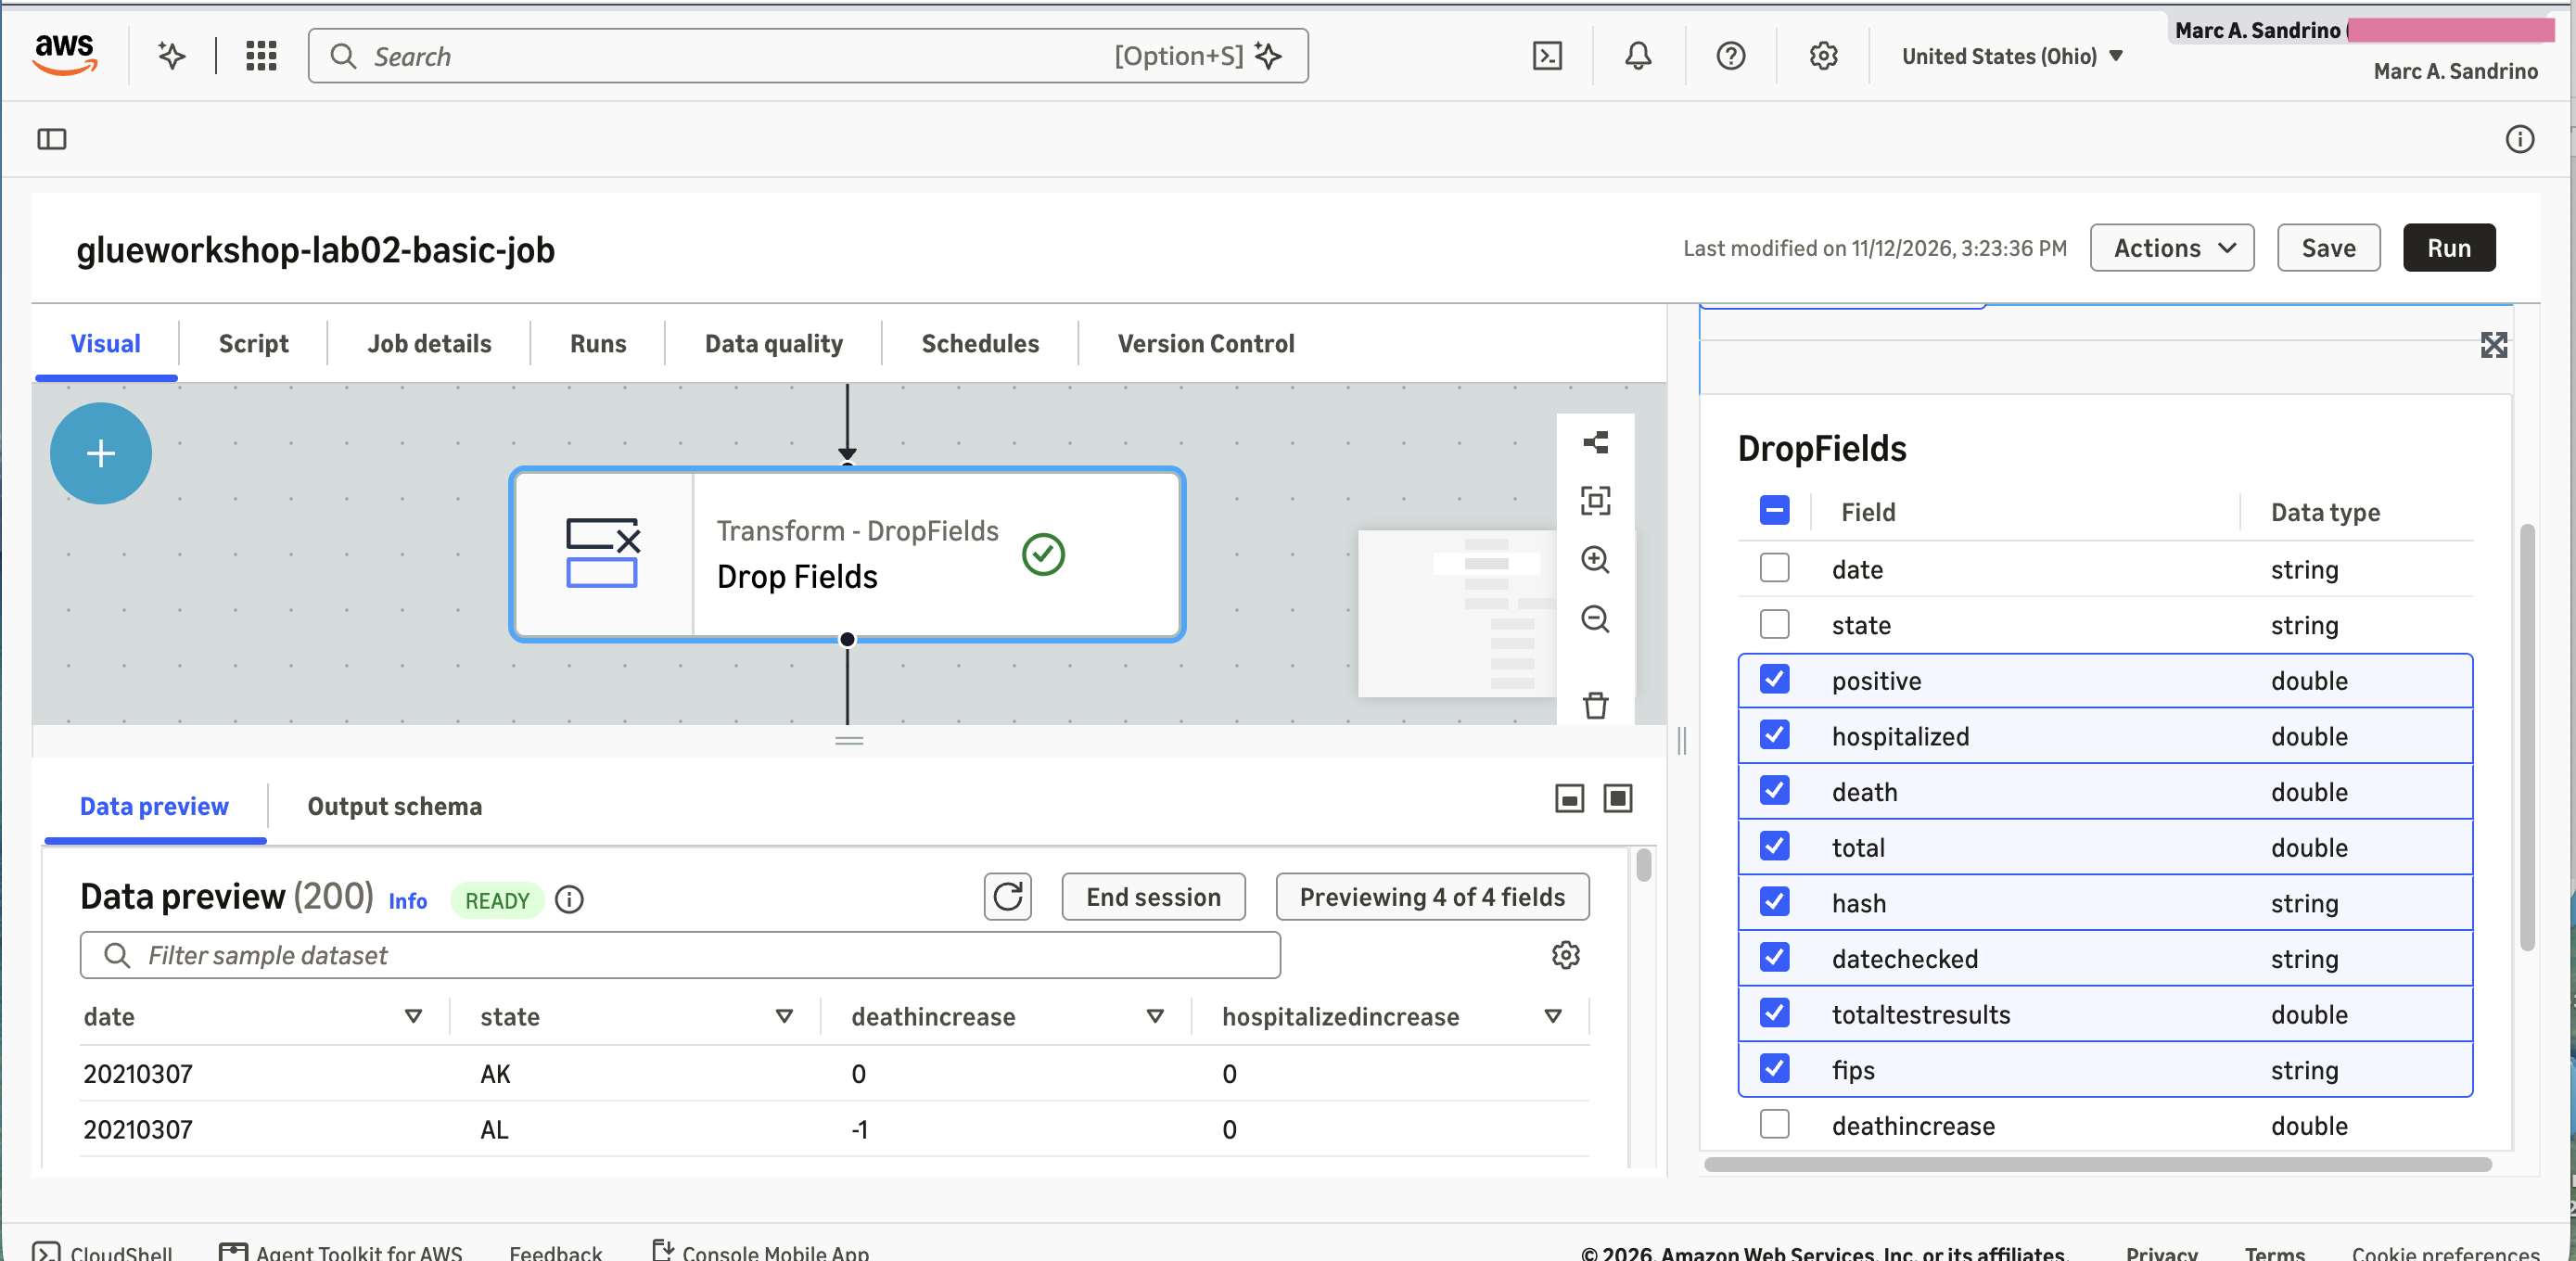 aws
Search [Option+S]
United States (Ohio)
Marc A. Sandrino (
Marc A. Sandrino
glueworkshop-lab02-basic-job
Last modified on 11/12/2026, 3:23:36 PM
Actions
Save
Run
Visual
Script
Job details
Runs
Data quality
Schedules
Version Control
Transform - DropFields
Drop Fields
Data preview
Output schema
Data preview (200) Info READY
End session
Previewing 4 of 4 fields
Filter sample dataset
date state deathincrease hospitalizedincrease
20210307 AK 0 0
20210307 AL -1 0
DropFields
Field Data type
date string
state string
positive double
hospitalized double
death double
total double
hash string
datechecked string
totaltestresults double
fips string
deathincrease double
CloudShell Agent Toolkit for AWS Feedback Console Mobile App
© 2026, Amazon Web Services, Inc. or its affiliates. Privacy Terms Cookie preferences